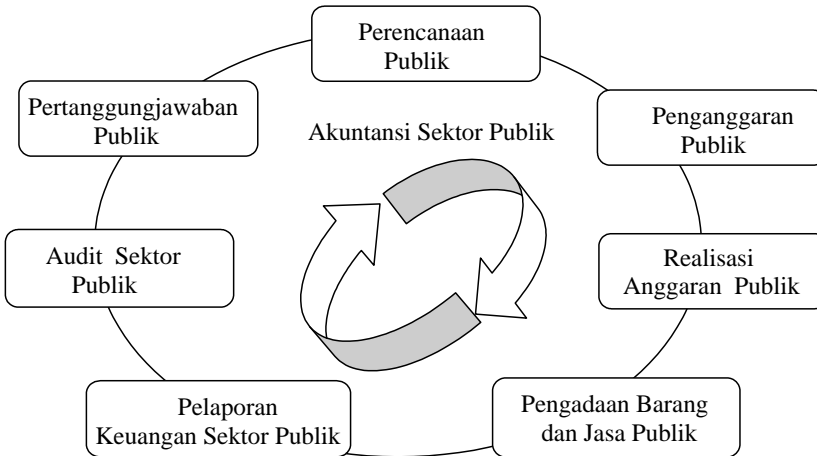 Perencanaan
Publik
Pertanggungjawaban
Publik
Penganggaran
Publik
Akuntansi Sektor Publik
Audit Sektor
Publik
Realisasi
Anggaran Publik
Pelaporan
Keuangan Sektor Publik
Pengadaan Barang
dan Jasa Publik